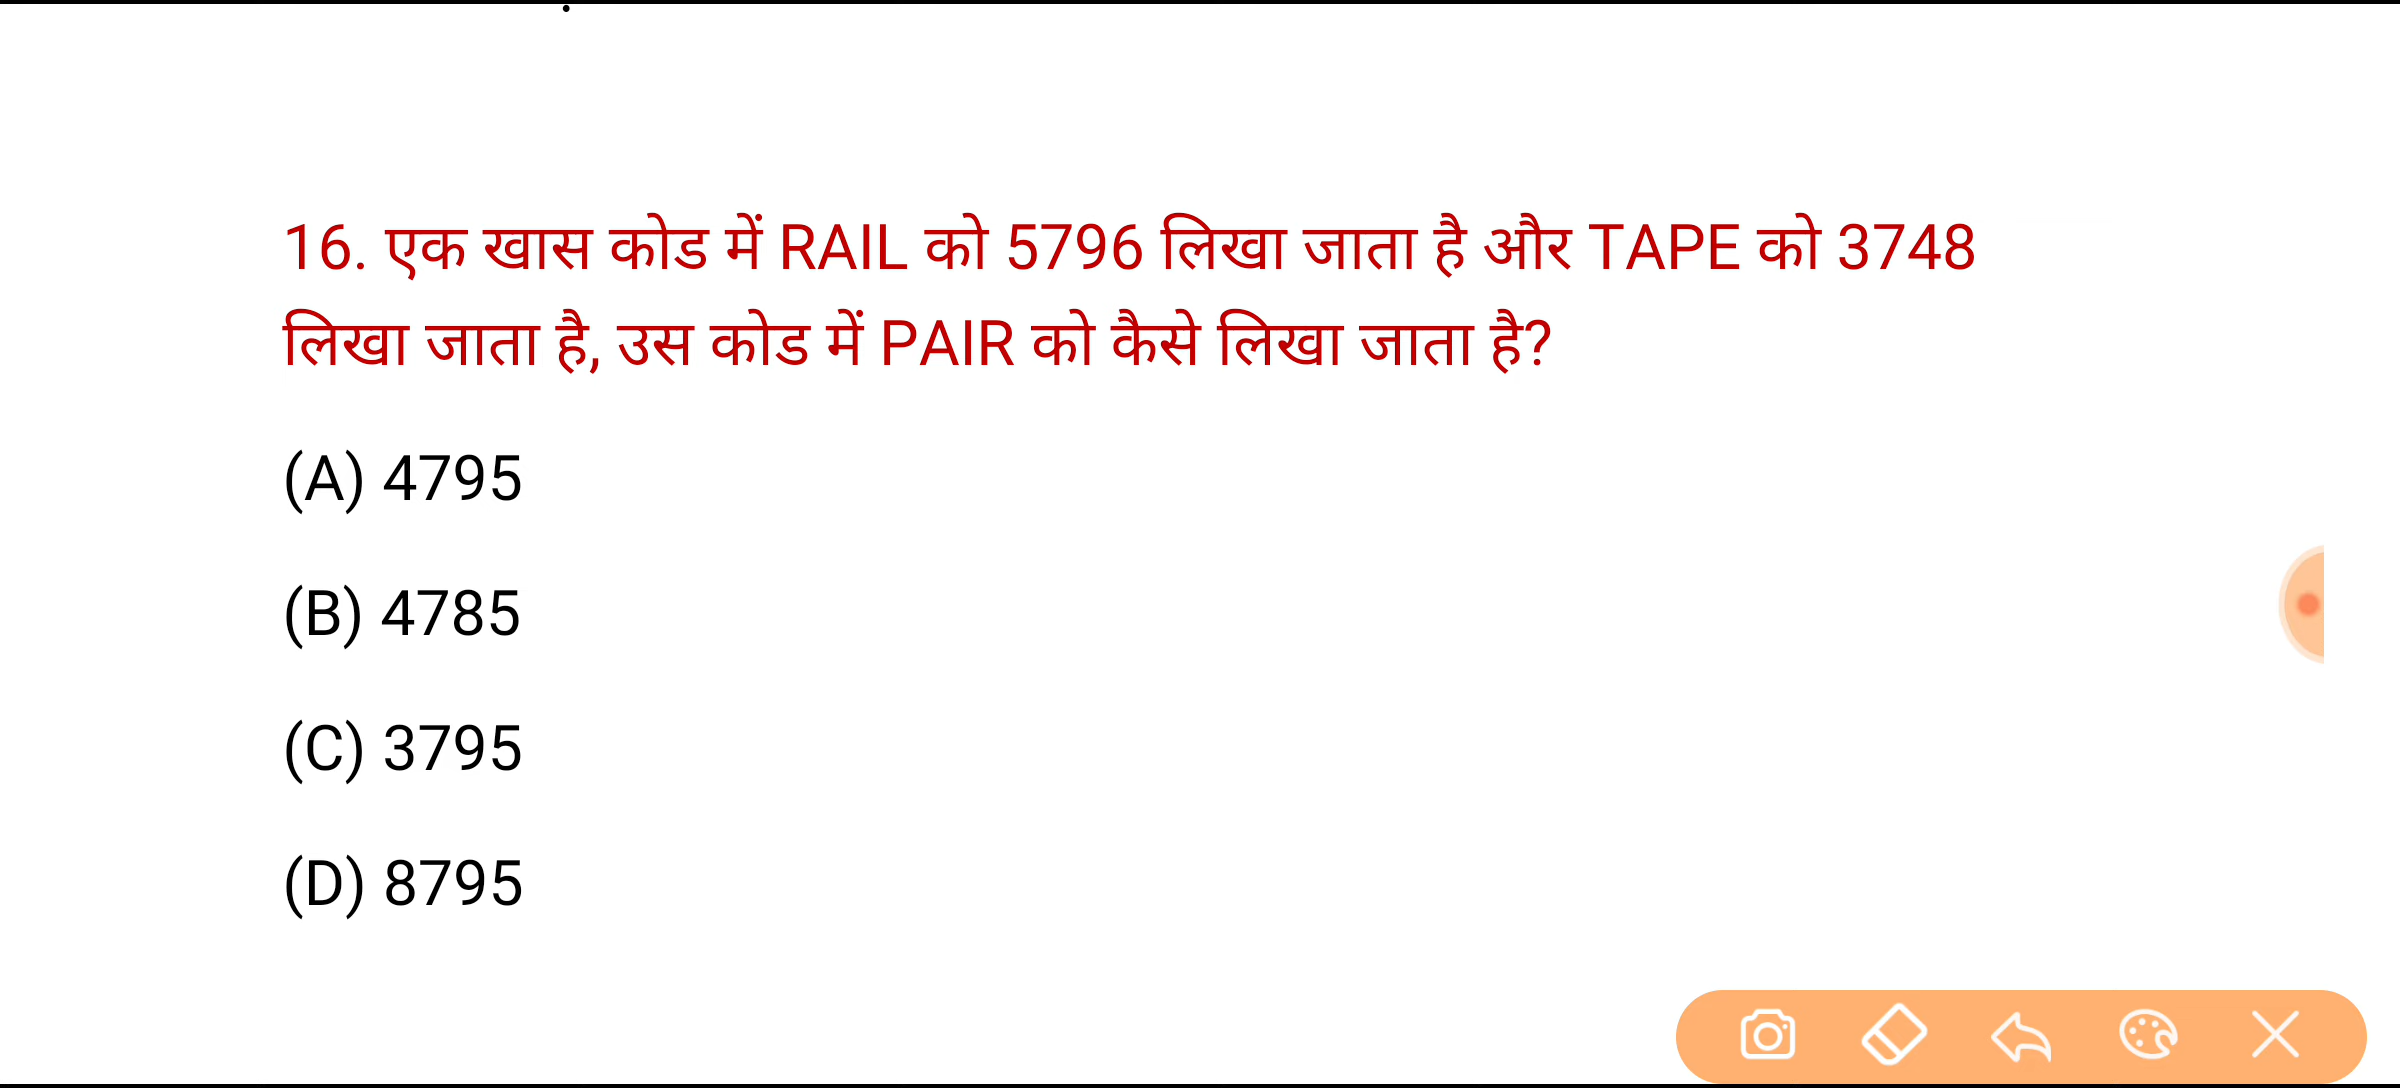 16. एक खास कोड में RAIL को 5796 लिखा जाता है और TAPE को 3748
लिखा जाता है, उस कोड में PAIR को कैसे लिखा जाता है?
(A) 4795
(B) 4785
(C) 3795
(D) 8795